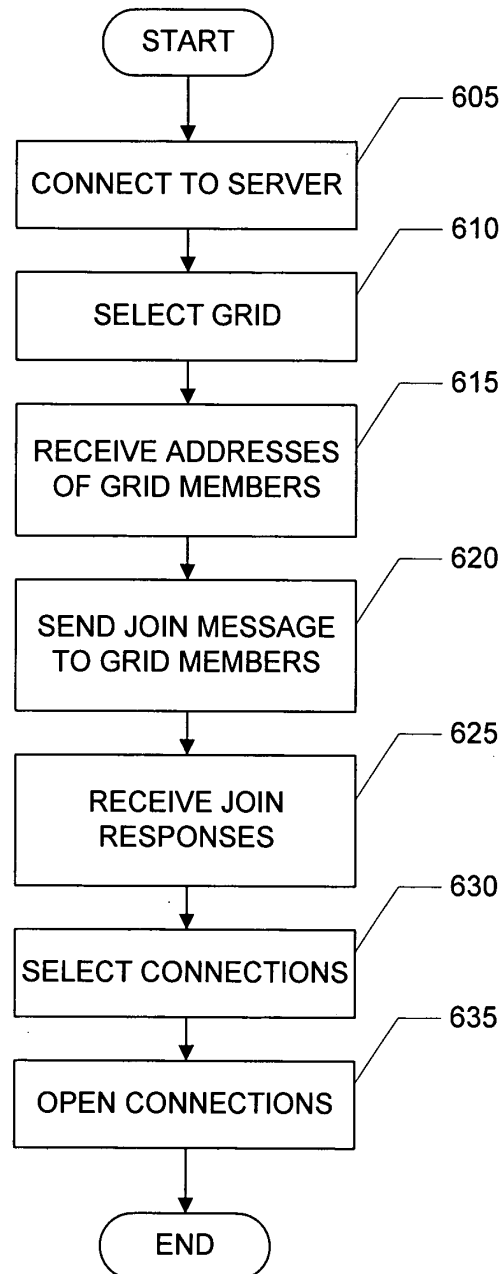 START
605
CONNECT TO SERVER
610
SELECT GRID
615
RECEIVE ADDRESSES
OF GRID MEMBERS
620
SEND JOIN MESSAGE
TO GRID MEMBERS
625
RECEIVE JOIN
RESPONSES
630
SELECT CONNECTIONS
635
OPEN CONNECTIONS
END